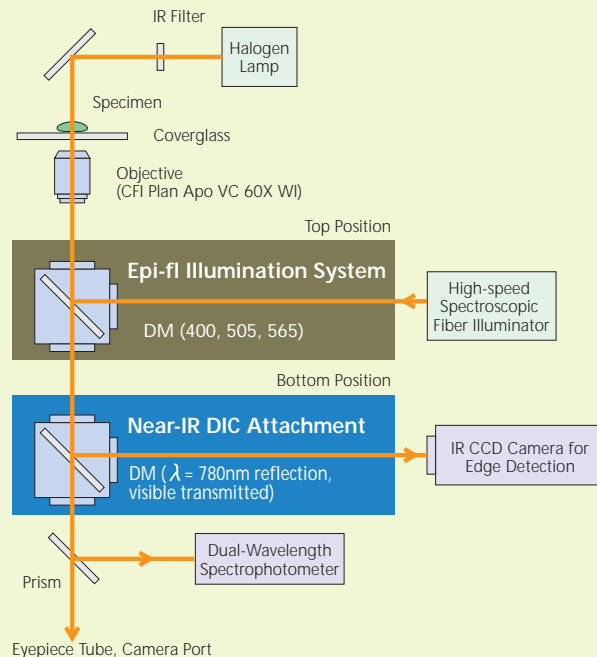 IR Filter
Halogen
Lamp
Specimen
Coverglass
Objective
(CFI Plan Apo VC 60X WI)
Top Position
Epi-fl Illumination System
DM (400, 505, 565)
High-speed
Spectroscopic
Fiber Illuminator
Bottom Position
Near-IR DIC Attachment
DM ( λ = 780nm reflection,
visible transmitted)
IR CCD Camera for
Edge Detection
Dual-Wavelength
Spectrophotometer
Prism
Eyepiece Tube, Camera Port